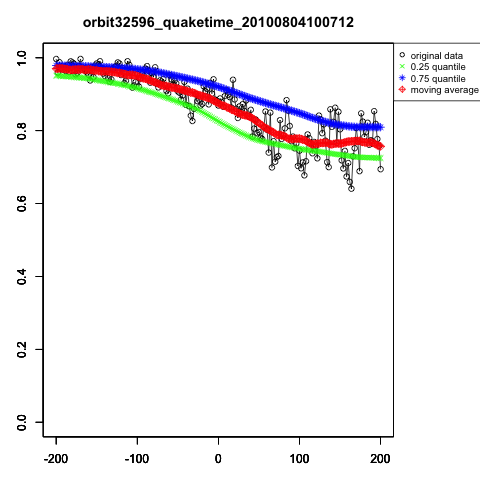 orbit32596_quaketime_20100804100712
original data
0.25 quantile
0.75 quantile
moving average
1.0
0.8
0.6
0.4
0.2
0.0
-200 -100 0 100 200